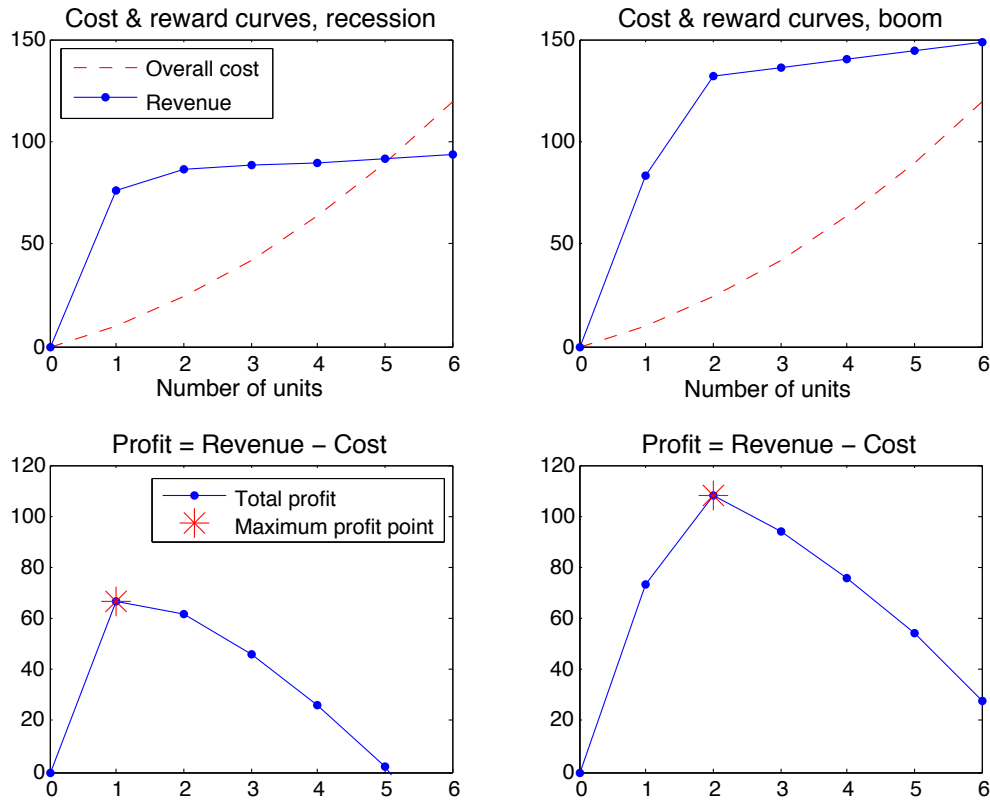 Cost & reward curves, recession
150
100
50
0
Overall cost
Revenue
0 1 2 3 4 5 6
Number of units
Cost & reward curves, boom
150
100
50
0
0 1 2 3 4 5 6
Number of units
Profit = Revenue − Cost
120
100
80
60
40
20
0
Total profit
Maximum profit point
0 1 2 3 4 5 6
Profit = Revenue − Cost
120
100
80
60
40
20
0
0 1 2 3 4 5 6